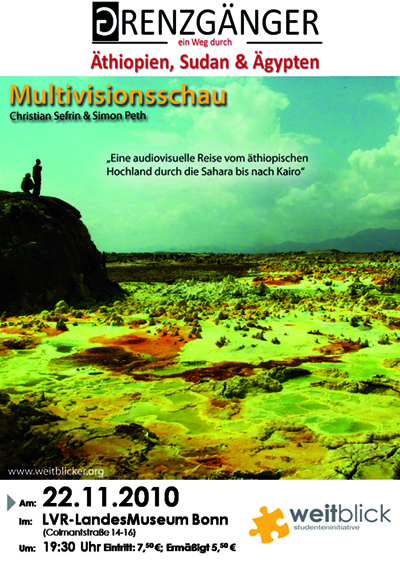 GRENZGÄNGER
ein Weg durch
Äthiopien, Sudan & Ägypten
Multivisionsschau
Christian Sefrin & Simon Peth
„Eine audiovisuelle Reise vom äthiopischen
Hochland durch die Sahara bis nach Kairo“
www.weitblicker.org
Am: 22.11.2010
Im: LVR-LandesMuseum Bonn
(Colmantstraße 14-16)
Um: 19:30 Uhr Eintritt: 7,50 €; Ermäßigt 5,50 €
weitblick
studenteninitiative